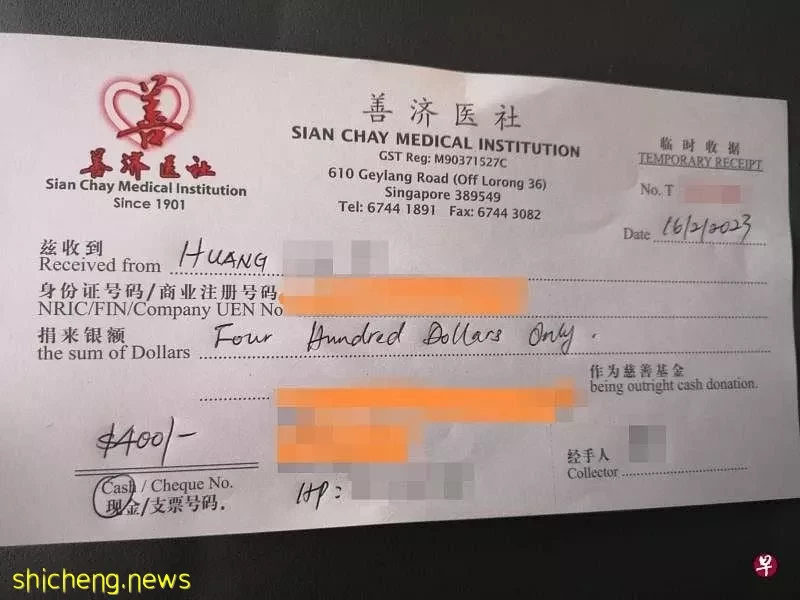 善
善济医社
Sian Chay Medical Institution
Since 1901
善济医社
SIAN CHAY MEDICAL INSTITUTION
GST Reg: M90371527C
610 Geylang Road (Off Lorong 36)
Singapore 389549
Tel: 6744 1891 Fax: 6744 3082
临时收据
TEMPORARY RECEIPT
No. T
Date 16/2/2023
兹收到
Received from HUANG
身份证号码/商业注册号码
NRIC/FIN/Company UEN No
捐来银额
the sum of Dollars Four Hundred Dollars Only.
作为慈善基金
being outright cash donation.
$400/-
Cash / Cheque No.
现金/支票号码.
HP:
经手人
Collector
早
shicheng.news